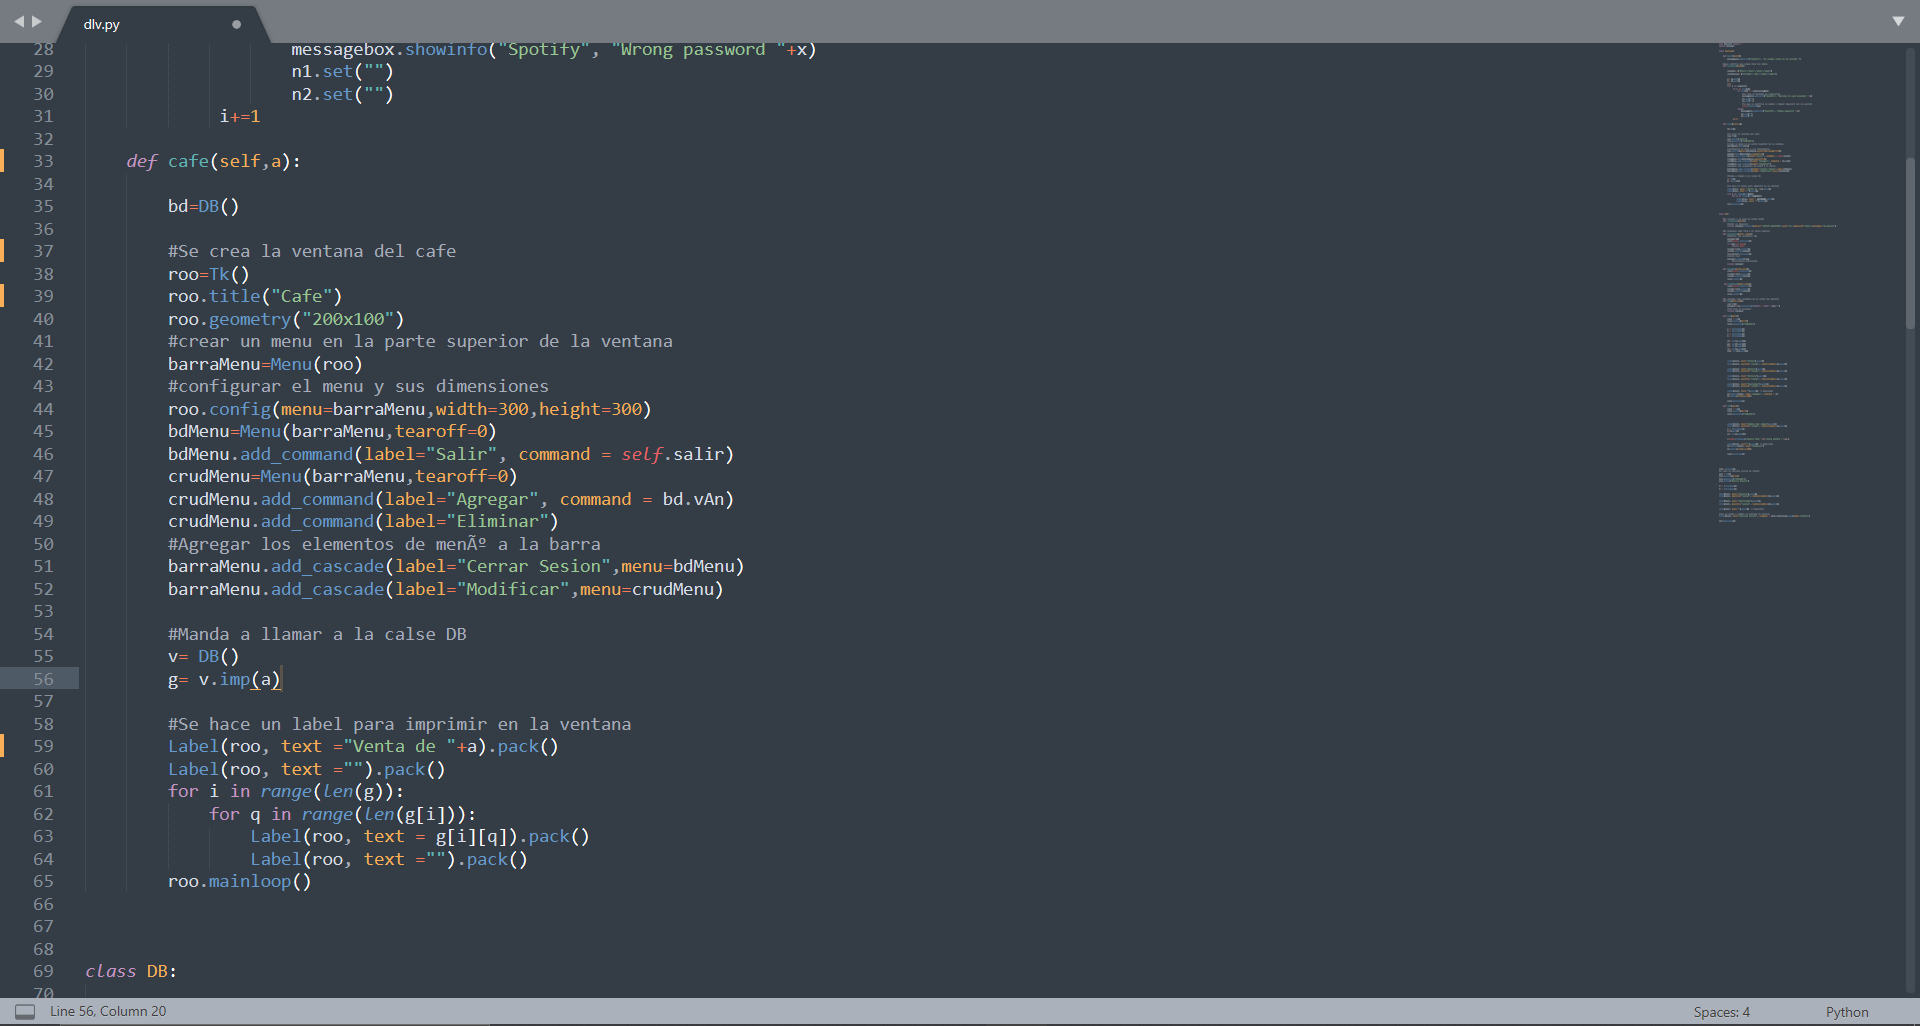 dlv.py
28 messagebox.showinfo("Spotify", "Wrong password "+x)
29 n1.set("")
30 n2.set("")
31 i+=1
32
33 def cafe(self,a):
34
35 bd=DB()
36
37 #Se crea la ventana del cafe
38 roo=Tk()
39 roo.title("Cafe")
40 roo.geometry("200x100")
41 #crear un menu en la parte superior de la ventana
42 barraMenu=Menu(roo)
43 #configurar el menu y sus dimensiones
44 roo.config(menu=barraMenu,width=300,height=300)
45 bdMenu=Menu(barraMenu,tearoff=0)
46 bdMenu.add_command(label="Salir", command = self.salir)
47 crudMenu=Menu(barraMenu,tearoff=0)
48 crudMenu.add_command(label="Agregar", command = bd.vAn)
49 crudMenu.add_command(label="Eliminar")
50 #Agregar los elementos de menÃº a la barra
51 barraMenu.add_cascade(label="Cerrar Sesion",menu=bdMenu)
52 barraMenu.add_cascade(label="Modificar",menu=crudMenu)
53
54 #Manda a llamar a la calse DB
55 v= DB()
56 g= v.imp(a)
57
58 #Se hace un label para imprimir en la ventana
59 Label(roo, text ="Venta de "+a).pack()
60 Label(roo, text ="").pack()
61 for i in range(len(g)):
62 for q in range(len(g[i])):
63 Label(roo, text = g[i][q]).pack()
64 Label(roo, text ="").pack()
65 roo.mainloop()
66
67
68
69 class DB:
70
Line 56, Column 20
Spaces: 4
Python